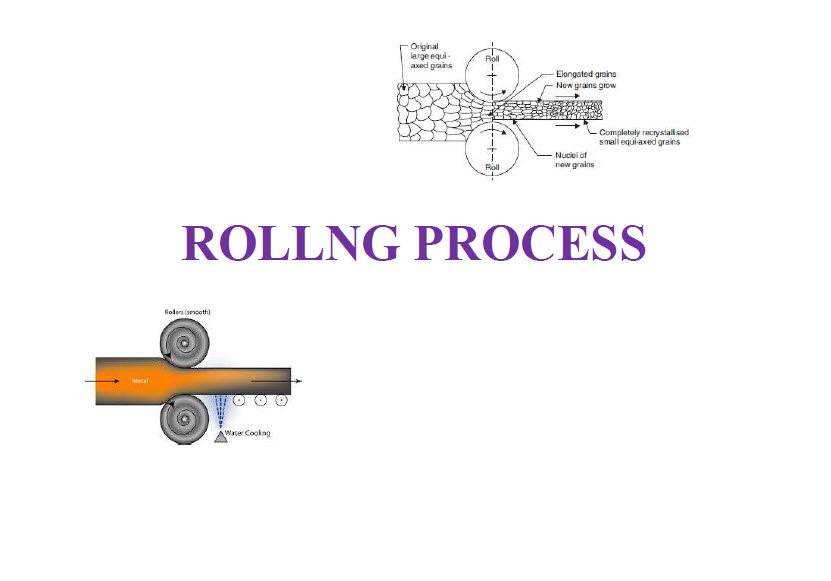 Original
large equi -
axed grains
Roll
Elongated grains
New grains grow
Completely recrystallised
small equi-axed grains
Nuclei of
new grains
Roll
ROLLNG PROCESS
Rollers (smooth)
Metal
Water Cooling